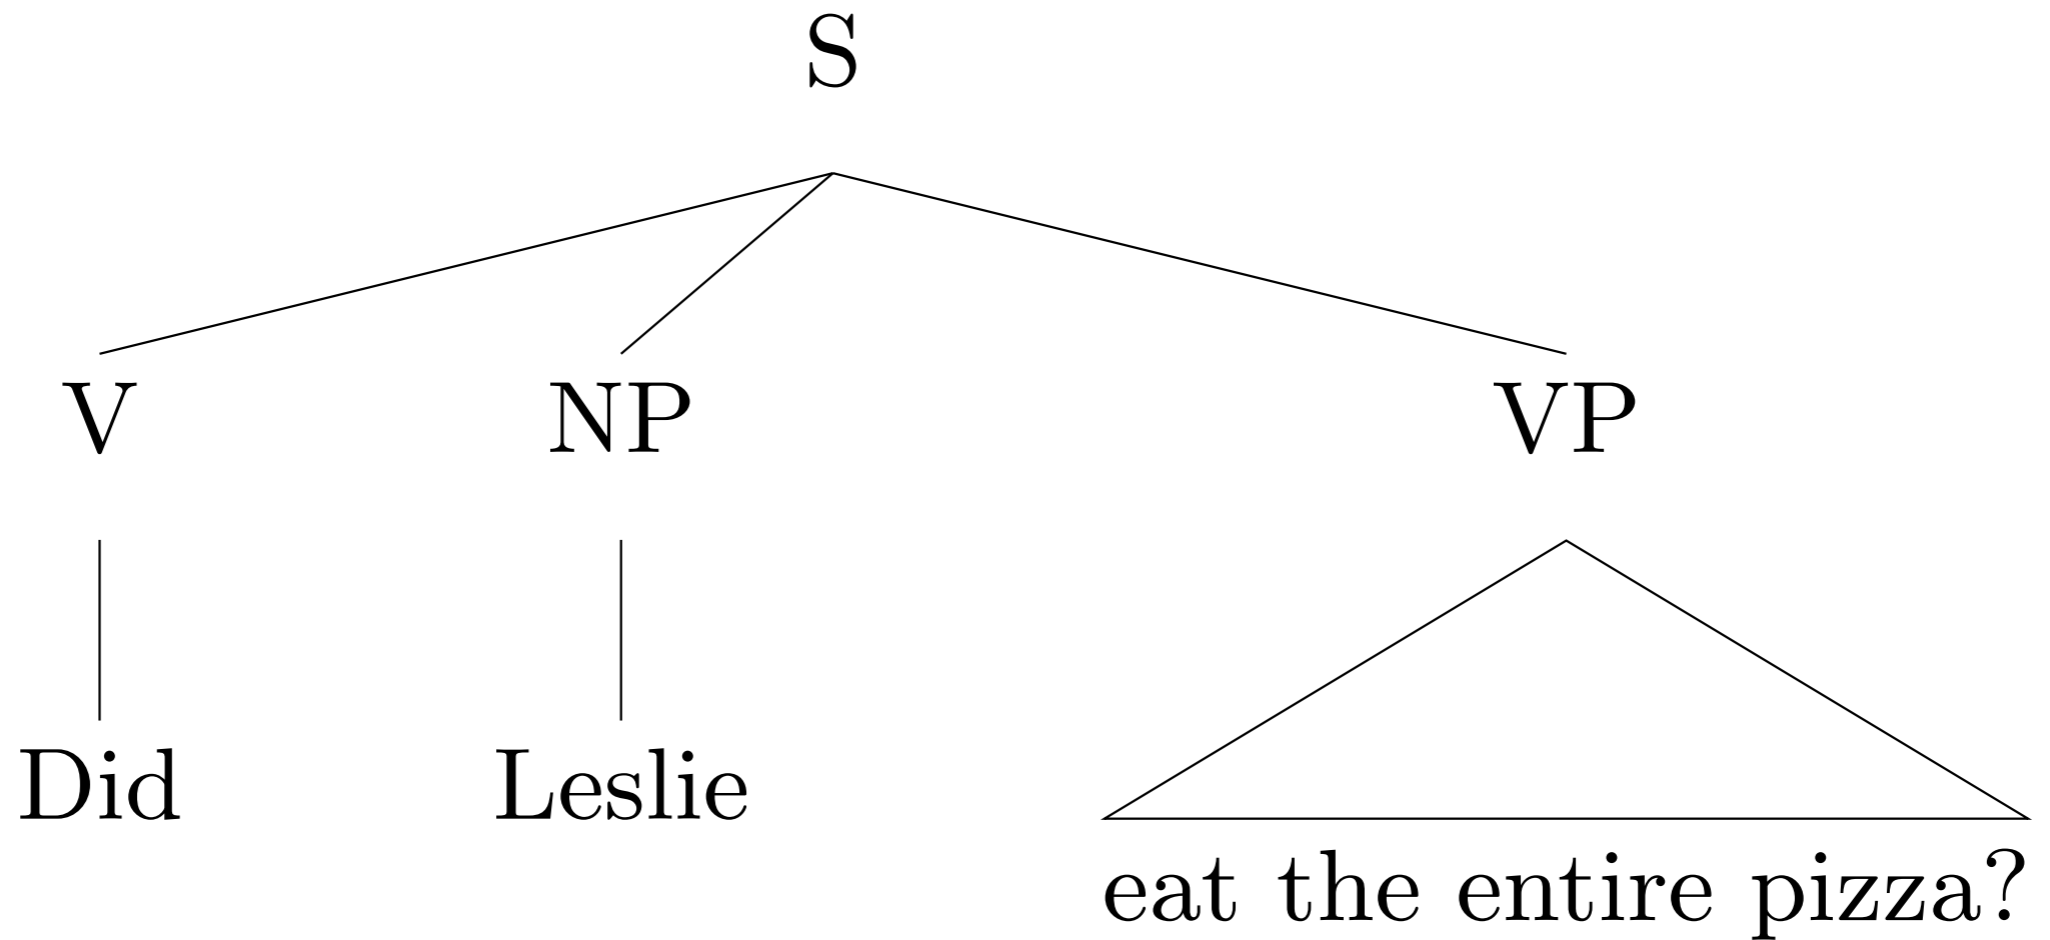 S
V NP VP
Did Leslie
eat the entire pizza?